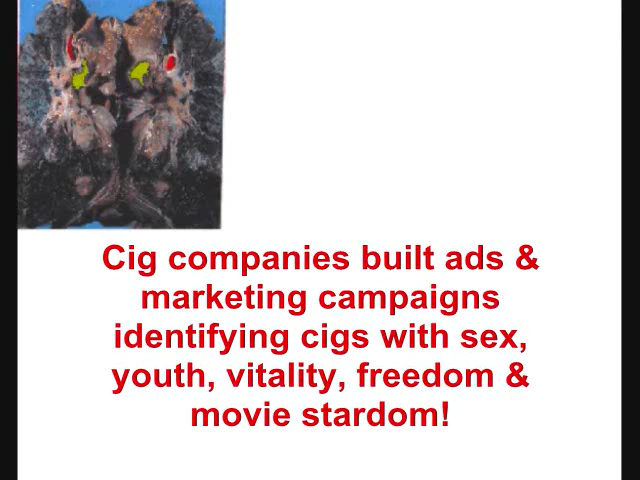 Cig companies built ads &
marketing campaigns
identifying cigs with sex,
youth, vitality, freedom &
movie stardom!